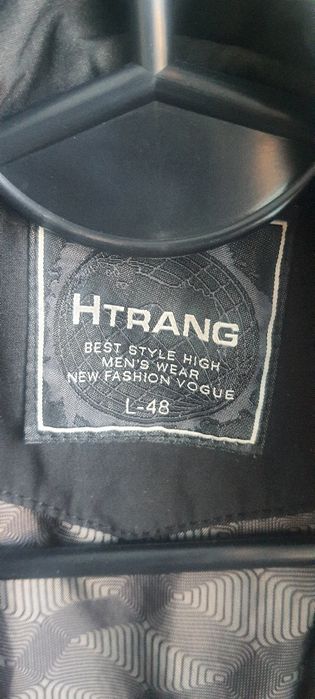 HTRANG
BEST STYLE HIGH
MEN'S WEAR
NEW FASHION VOGUE
L-48